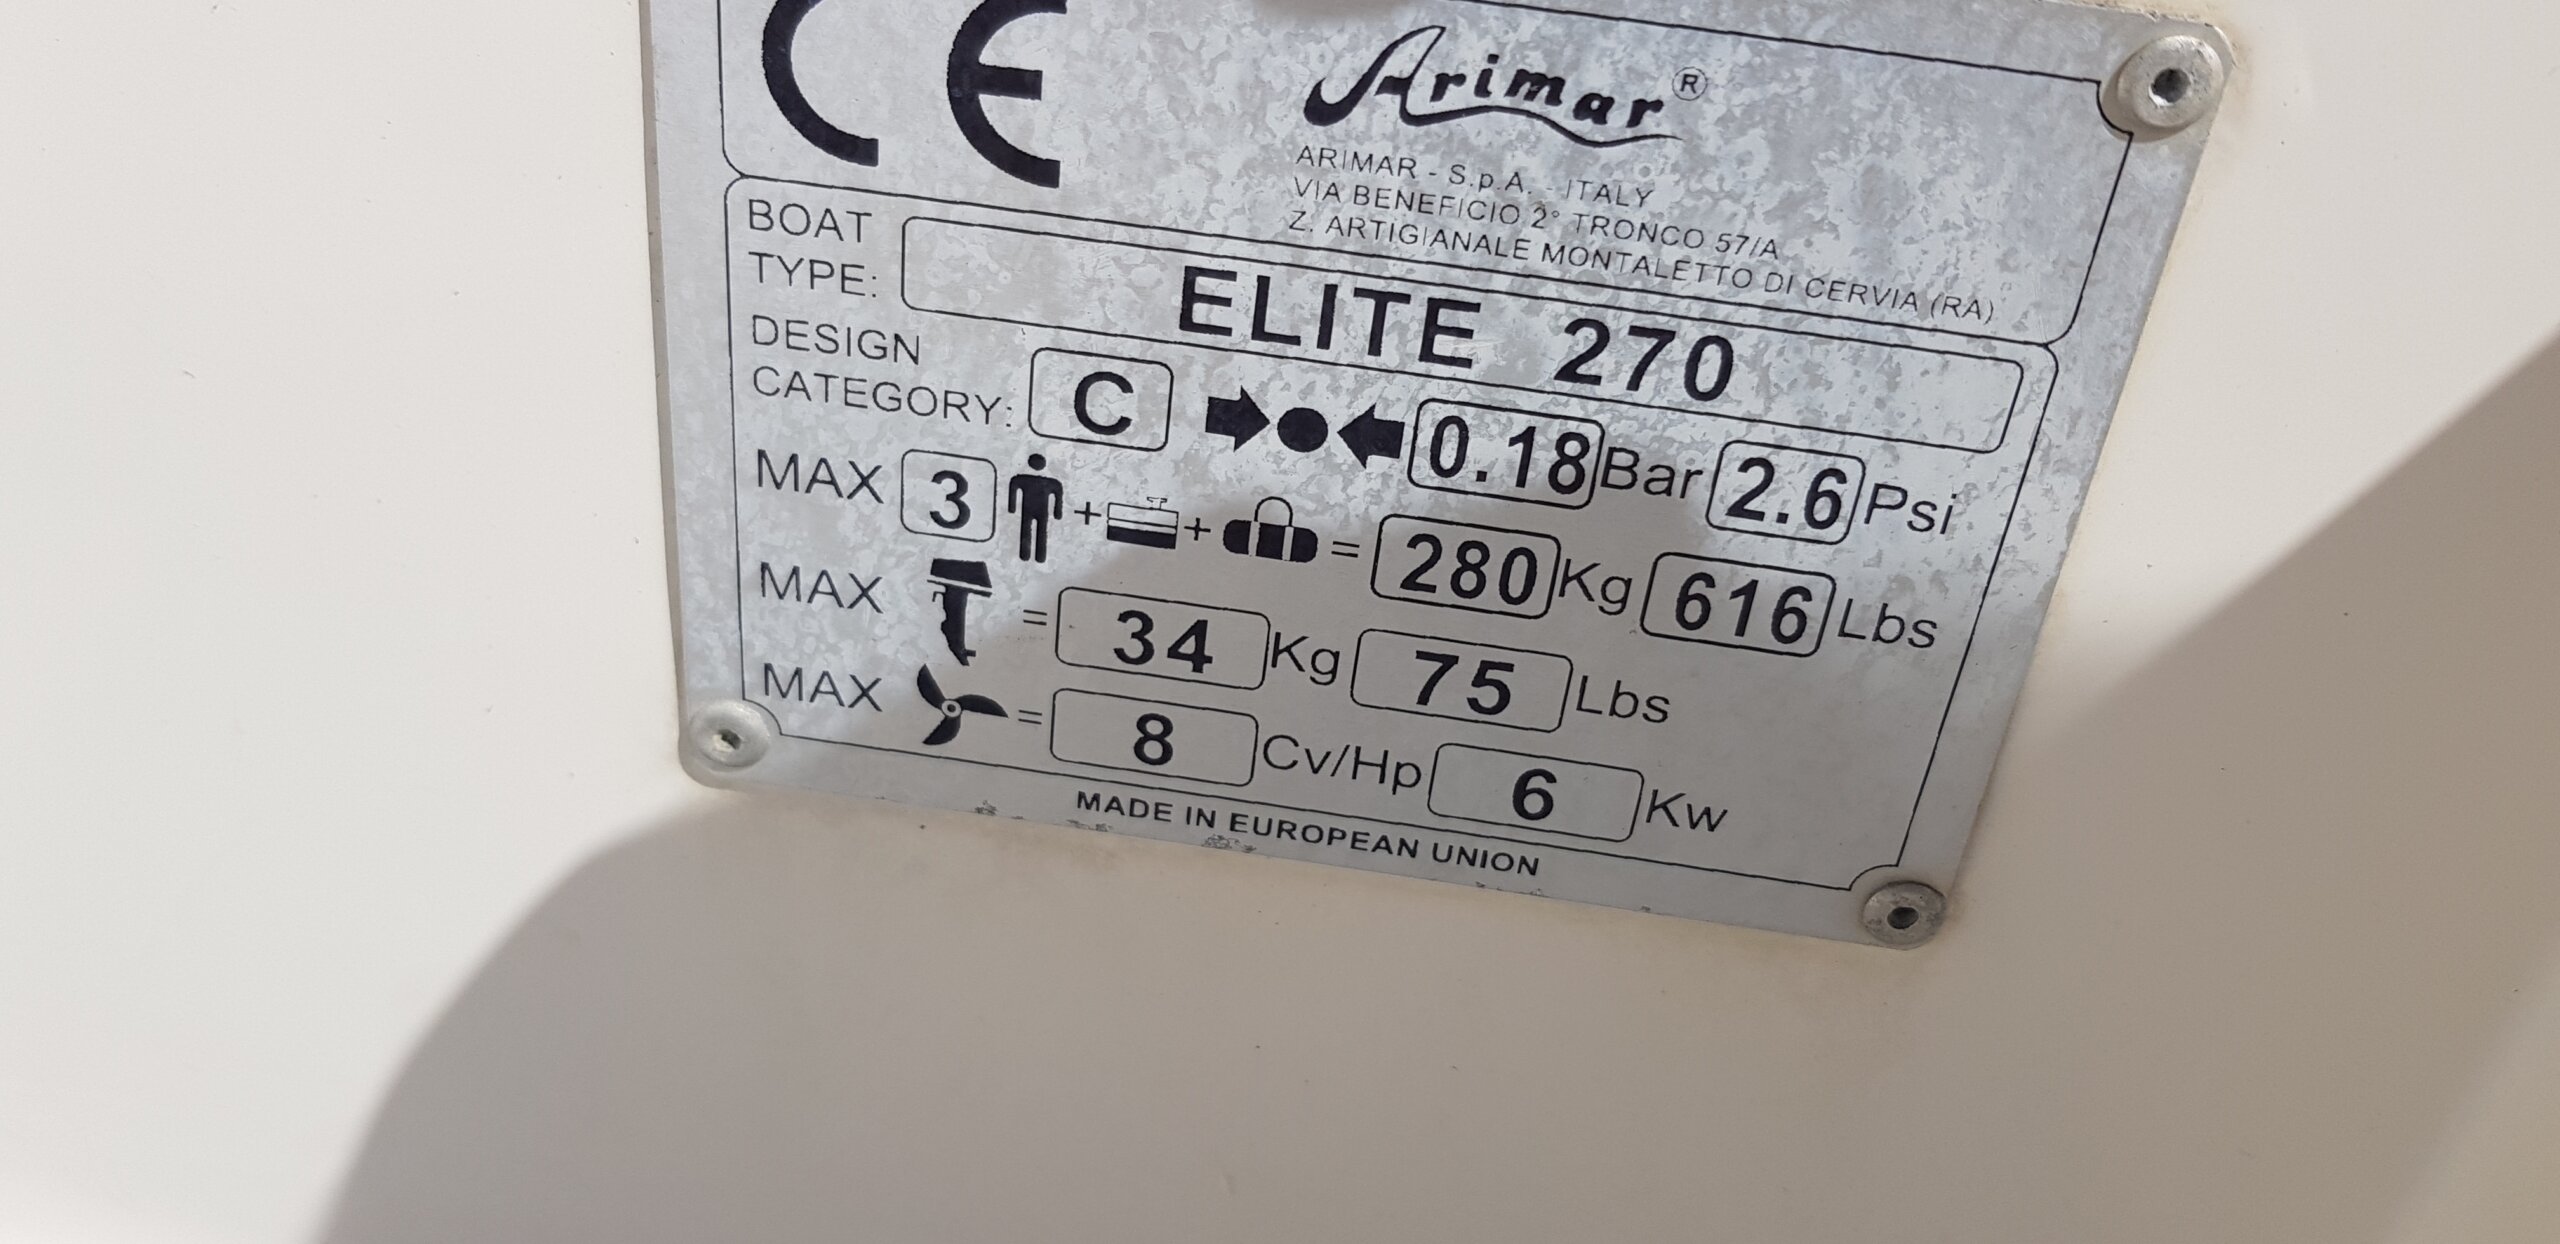 CE
Arimar®
ARIMAR - S.p.A. - ITALY
VIA BENEFICIO 2° TRONCO 57/A
Z. ARTIGIANALE MONTALETTO DI CERVIA (RA)
BOAT TYPE: ELITE 270
DESIGN CATEGORY: C 0.18 Bar 2.6 Psi
MAX 3 + + = 280 Kg 616 Lbs
MAX = 34 Kg 75 Lbs
MAX = 8 Cv/Hp 6 Kw
MADE IN EUROPEAN UNION